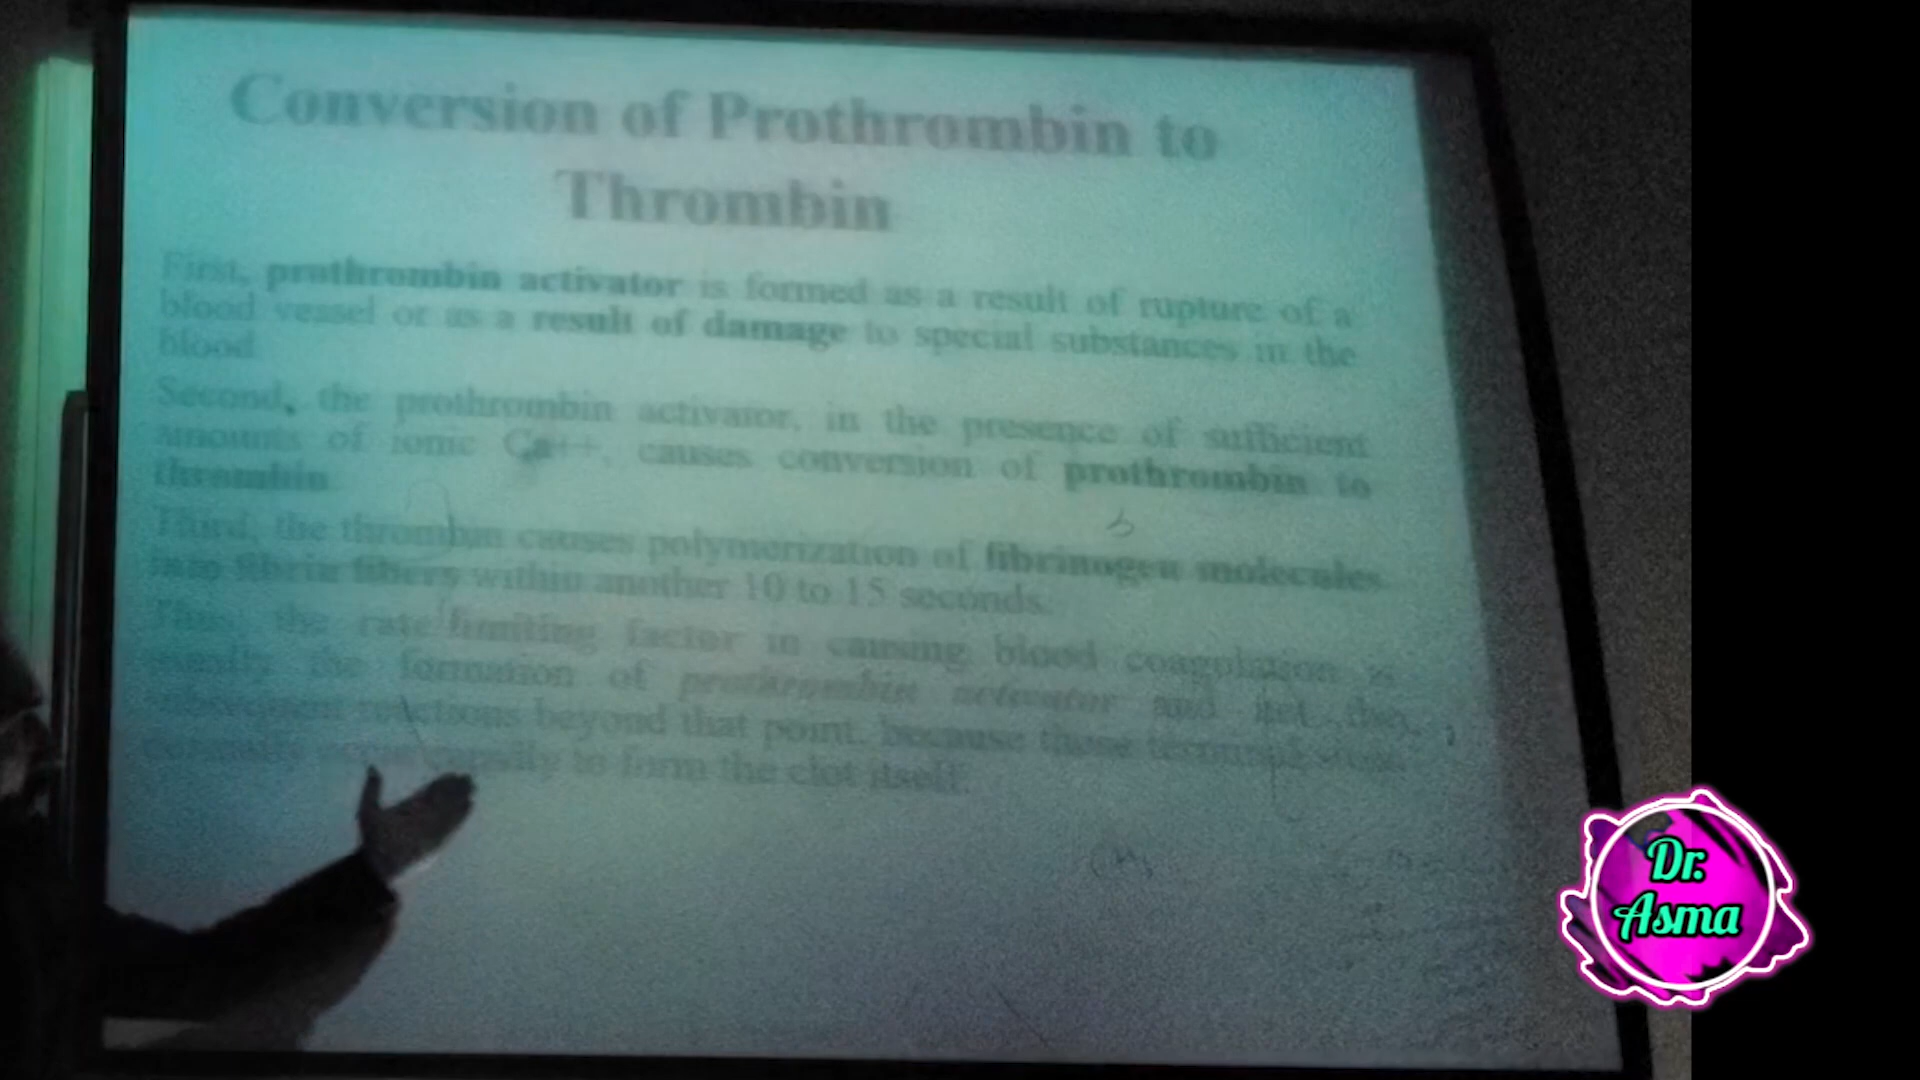 Conversion of Prothrombin to
Thrombin
First, prothrombin activator is formed as a result of rupture of a
blood vessel or as a result of damage to special substances in the
blood.
Second, the prothrombin activator, in the presence of sufficient
amounts of ionic Ca++, causes conversion of prothrombin to
thrombin
Third, the thrombin causes polymerization of fibrinogen molecules
into fibrin fibers within another 10 to 15 seconds.
Thus, the rate limiting factor in causing blood coagulation is
usually the formation of prothrombin activator and not the
subsequent reactions beyond that point, because these terminal steps
normally occur rapidly to form the clot itself.
Dr.
Asma